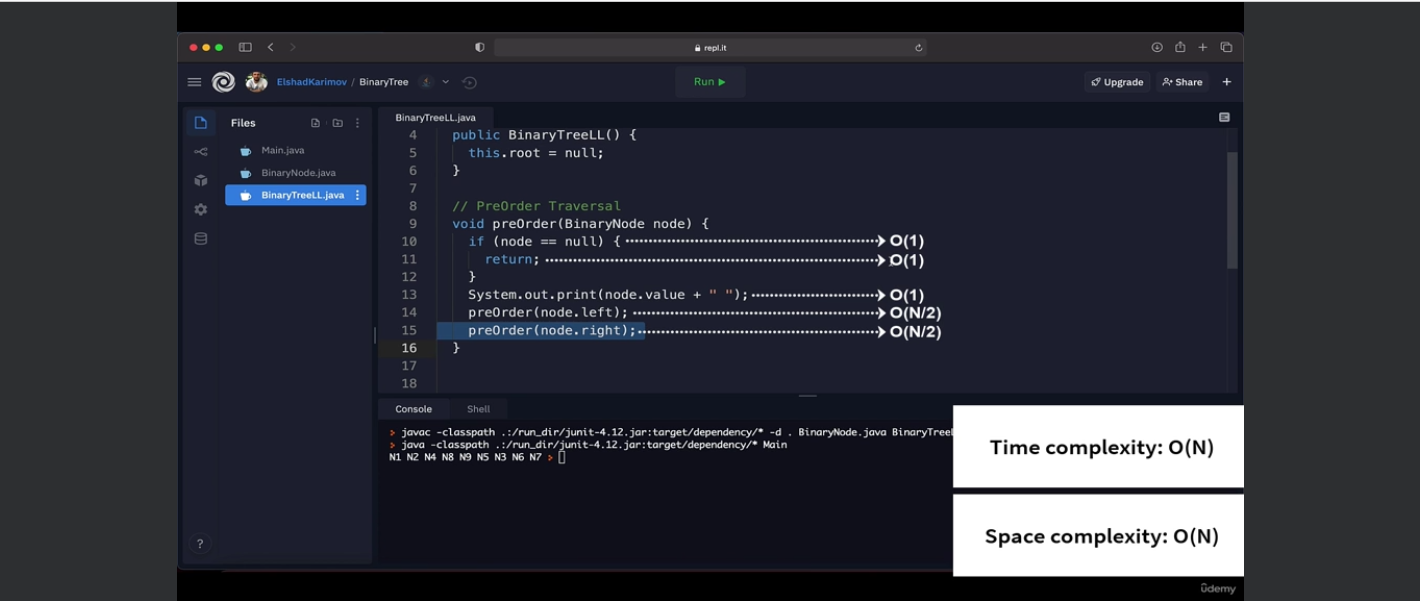 repl.it
ElshadKarimov / BinaryTree
Run
Upgrade
Share
Files
Main.java
BinaryNode.java
BinaryTreeLL.java
BinaryTreeLL.java
4 public BinaryTreeLL() {
5 this.root = null;
6 }
7
8 // PreOrder Traversal
9 void preOrder(BinaryNode node) {
10 if (node == null) { O(1)
11 return; O(1)
12 }
13 System.out.print(node.value + " "); O(1)
14 preOrder(node.left); O(N/2)
15 preOrder(node.right); O(N/2)
16 }
17
18
Console Shell
> javac -classpath .:/run_dir/junit-4.12.jar:target/dependency/* -d . BinaryNode.java BinaryTreeL
> java -classpath .:/run_dir/junit-4.12.jar:target/dependency/* Main
N1 N2 N4 N8 N9 N5 N3 N6 N7 >
Time complexity: O(N)
Space complexity: O(N)
?
ûdemy